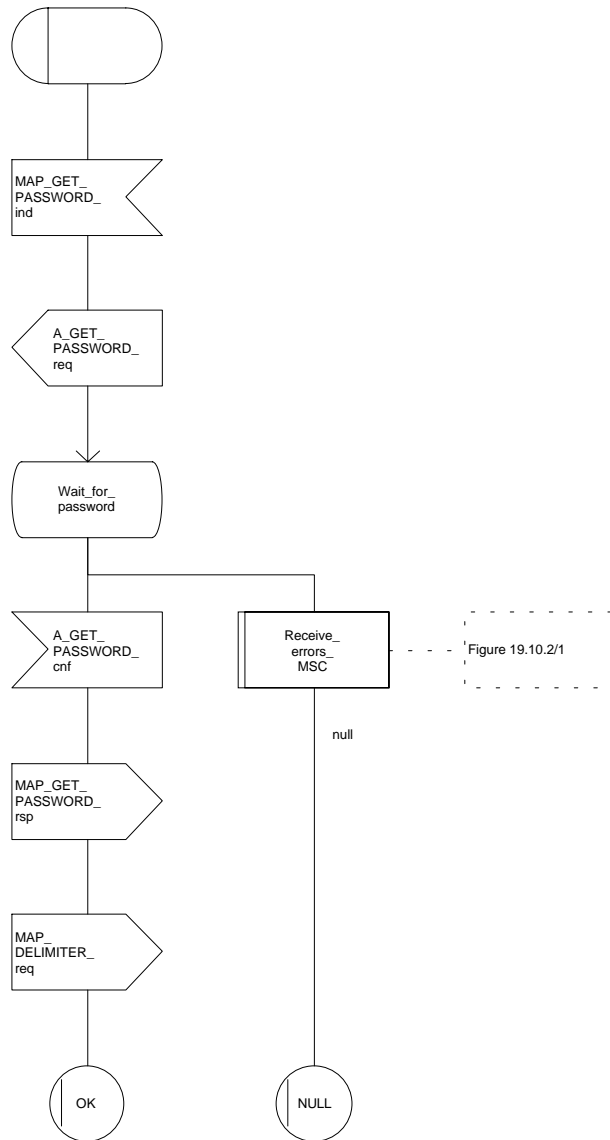 MAP_GET_
PASSWORD_
ind
A_GET_
PASSWORD_
req
Wait_for_
password
A_GET_
PASSWORD_
cnf
Receive_
errors_
MSC
Figure 19.10.2/1
null
MAP_GET_
PASSWORD_
rsp
MAP_
DELIMITER_
req
OK
NULL